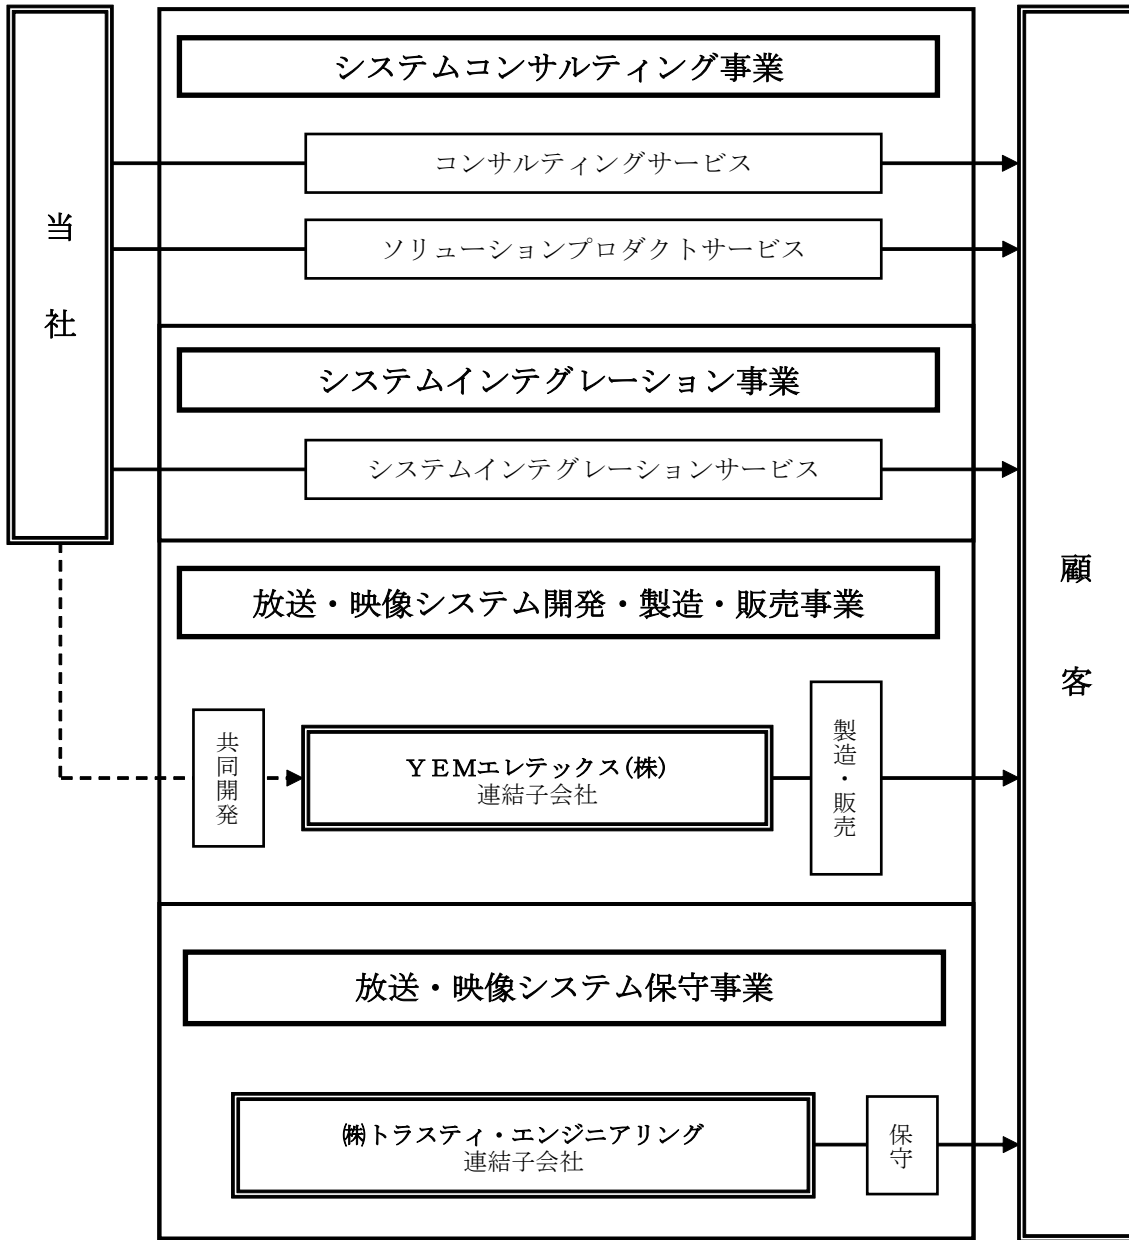 当社
システムコンサルティング事業
コンサルティングサービス
ソリューションプロダクトサービス
システムインテグレーション事業
システムインテグレーションサービス
放送・映像システム開発・製造・販売事業
共同開発
ＹＥＭエレテックス(株)
連結子会社
製造・販売
放送・映像システム保守事業
㈱トラスティ・エンジニアリング
連結子会社
保守
顧客